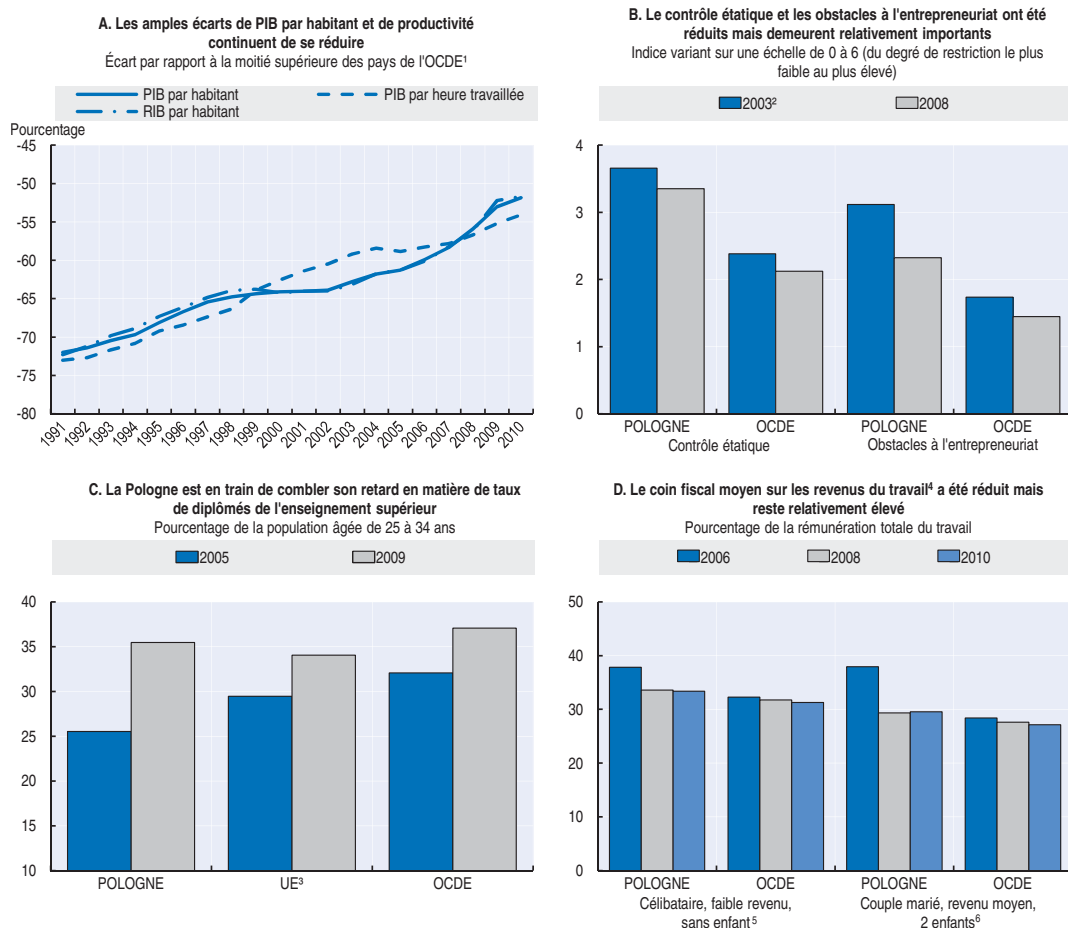 A. Les amples écarts de PIB par habitant et de productivité
continuent de se réduire
Écart par rapport à la moitié supérieure des pays de l'OCDE¹
PIB par habitant
PIB par heure travaillée
RIB par habitant
Pourcentage
-45
-50
-55
-60
-65
-70
-75
-80
1991 1992 1993 1994 1995 1996 1997 1998 1999 2000 2001 2002 2003 2004 2005 2006 2007 2008 2009 2010
B. Le contrôle étatique et les obstacles à l'entrepreneuriat ont été
réduits mais demeurent relativement importants
Indice variant sur une échelle de 0 à 6 (du degré de restriction le plus
faible au plus élevé)
2003² 2008
4
3
2
1
0
POLOGNE OCDE POLOGNE OCDE
Contrôle étatique Obstacles à l'entrepreneuriat
C. La Pologne est en train de combler son retard en matière de taux
de diplômés de l'enseignement supérieur
Pourcentage de la population âgée de 25 à 34 ans
2005 2009
40
35
30
25
20
15
10
POLOGNE UE³ OCDE
D. Le coin fiscal moyen sur les revenus du travail⁴ a été réduit mais
reste relativement élevé
Pourcentage de la rémunération totale du travail
2006 2008 2010
50
40
30
20
10
0
POLOGNE OCDE POLOGNE OCDE
Célibataire, faible revenu, Couple marié, revenu moyen,
sans enfant⁵ 2 enfants⁶